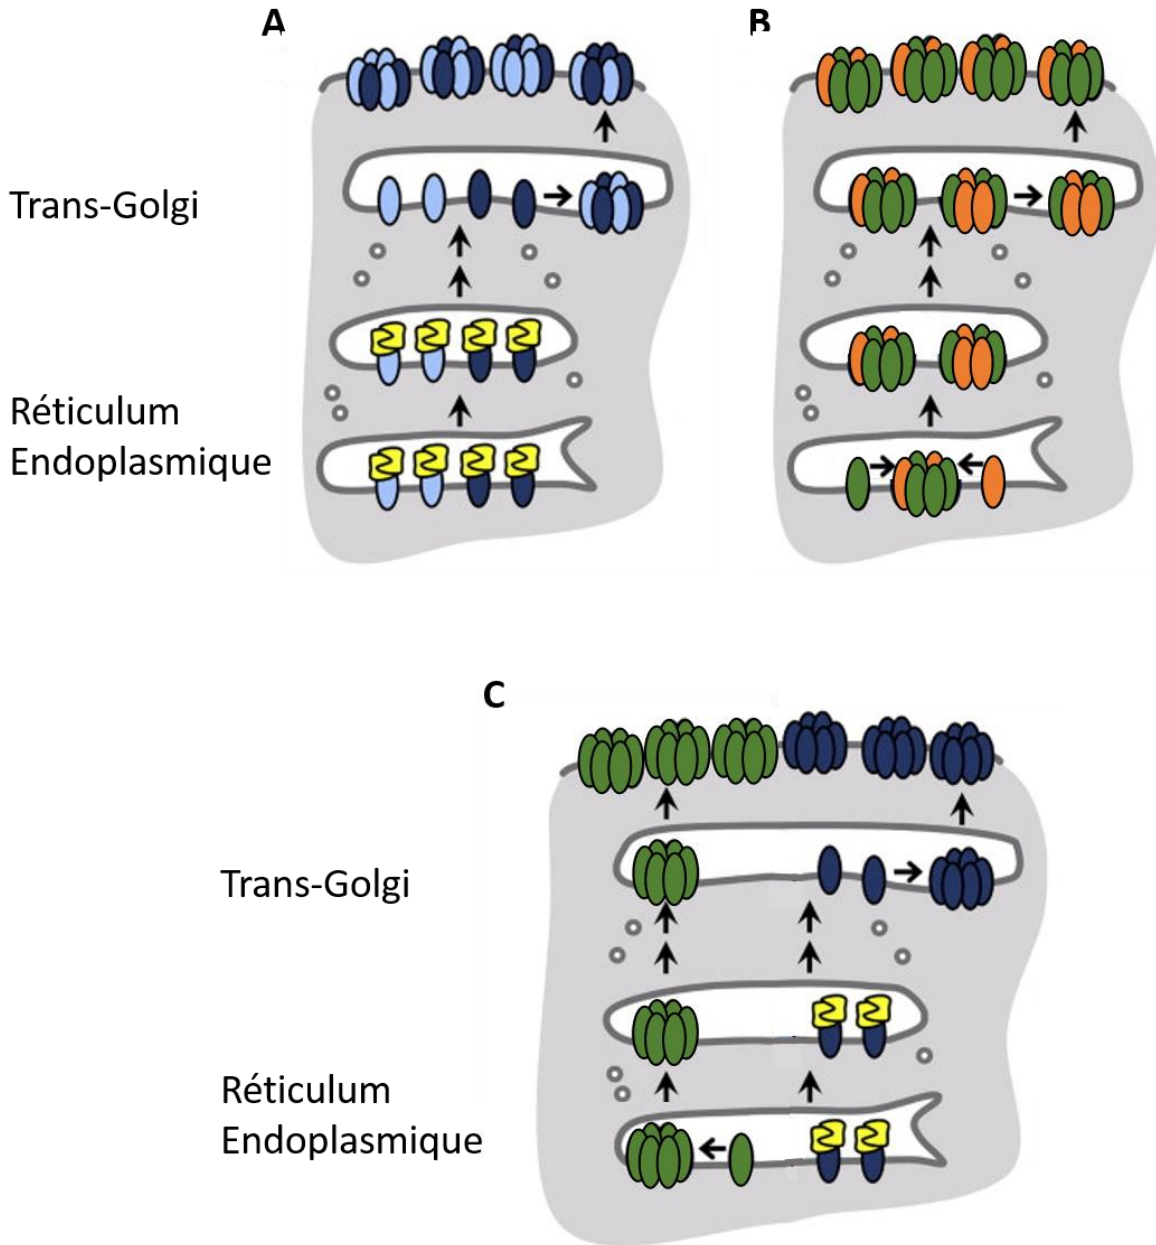 A
B
Trans-Golgi
Réticulum
Endoplasmique
C
Trans-Golgi
Réticulum
Endoplasmique